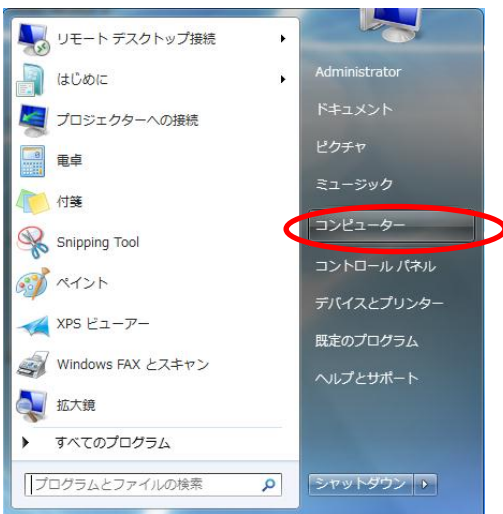 リモート デスクトップ接続
はじめに
プロジェクターへの接続
電卓
付箋
Snipping Tool
ペイント
XPS ビューアー
Windows FAX とスキャン
拡大鏡
すべてのプログラム
プログラムとファイルの検索
Administrator
ドキュメント
ピクチャ
ミュージック
コンピューター
コントロール パネル
デバイスとプリンター
既定のプログラム
ヘルプとサポート
シャットダウン